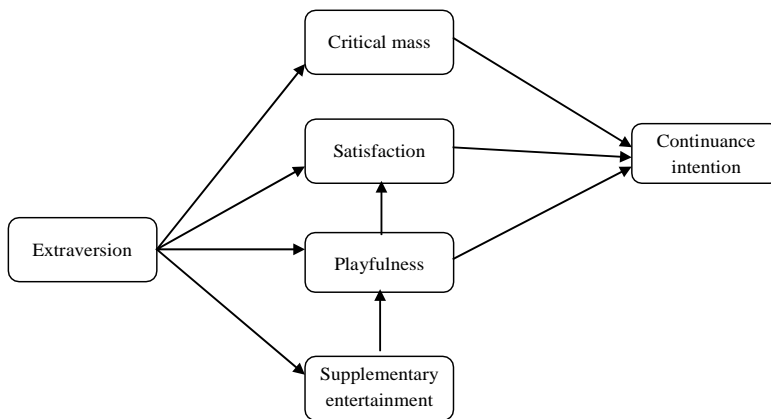 Critical mass
Satisfaction
Continuance
intention
Extraversion
Playfulness
Supplementary
entertainment